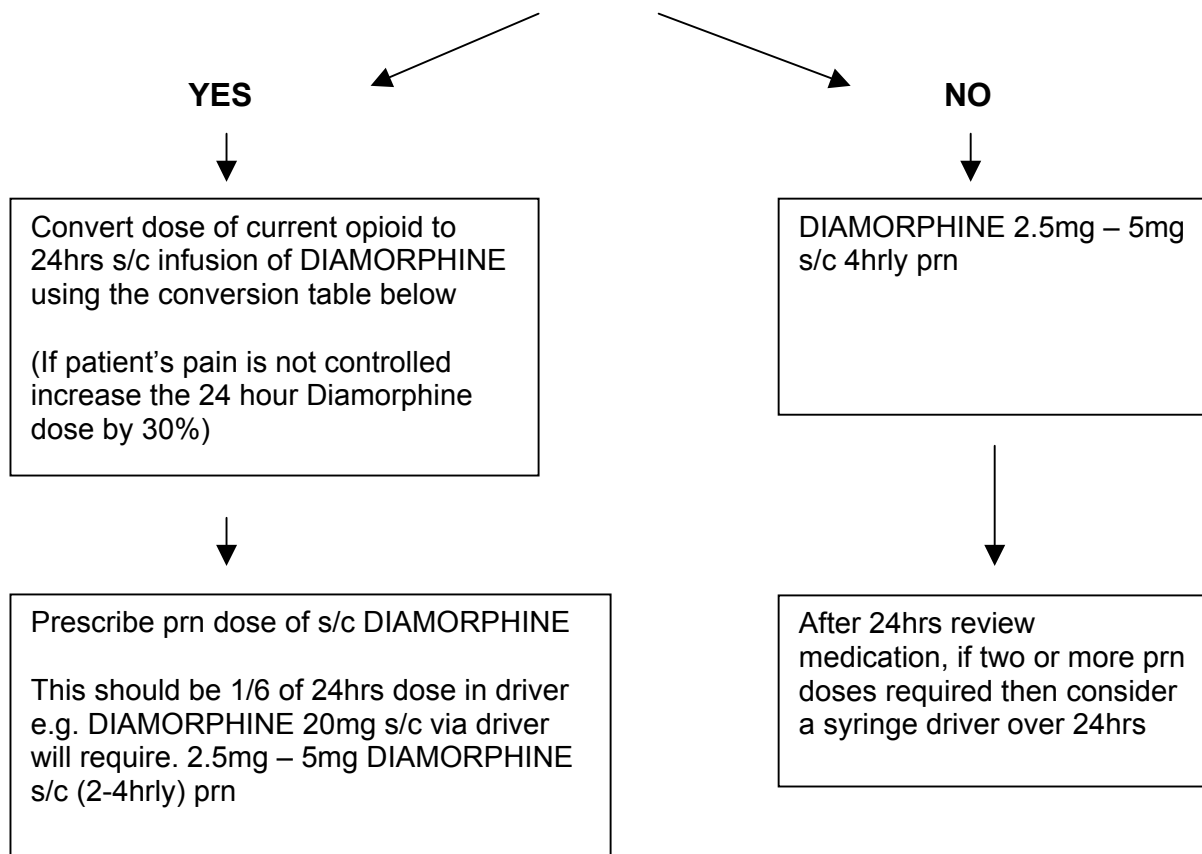 YES
NO
Convert dose of current opioid to
24hrs s/c infusion of DIAMORPHINE
using the conversion table below
(If patient’s pain is not controlled
increase the 24 hour Diamorphine
dose by 30%)
DIAMORPHINE 2.5mg – 5mg
s/c 4hrly prn
Prescribe prn dose of s/c DIAMORPHINE
This should be 1/6 of 24hrs dose in driver
e.g. DIAMORPHINE 20mg s/c via driver
will require. 2.5mg – 5mg DIAMORPHINE
s/c (2-4hrly) prn
After 24hrs review
medication, if two or more prn
doses required then consider
a syringe driver over 24hrs